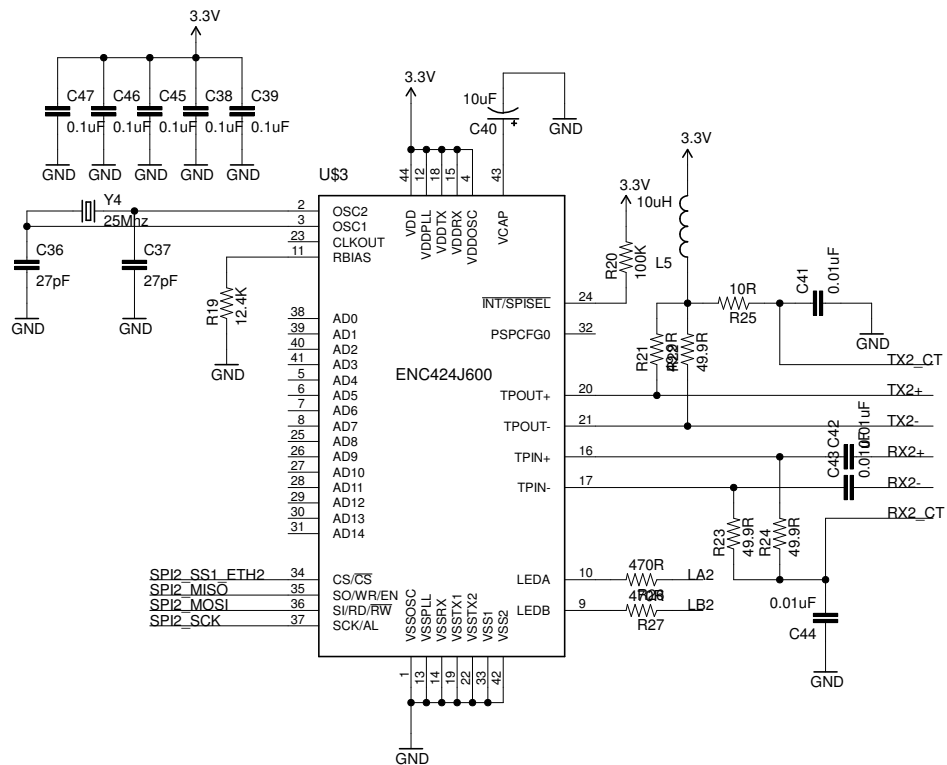 3.3V
C47 C46 C45 C38 C39
0.1uF 0.1uF 0.1uF 0.1uF 0.1uF
GND GND GND GND GND
3.3V
10uF
C40
GND
U$3
44 12 18 15 4 43
VDD VDDPLL VDDTX VDDRX VDDOSC VCAP
Y4
25Mhz
C36
27pF
GND
C37
27pF
GND
R19
12.4K
GND
2 OSC2
3 OSC1
23 CLKOUT
11 RBIAS
38 AD0
39 AD1
40 AD2
41 AD3
5 AD4
6 AD5
7 AD6
8 AD7
25 AD8
26 AD9
27 AD10
28 AD11
29 AD12
30 AD13
31 AD14
SPI2_SS1_ETH2 34 CS/CS
SPI2_MISO 35 SO/WR/EN
SPI2_MOSI 36 SI/RD/RW
SPI2_SCK 37 SCK/AL
ENC424J600
INT/SPISEL 24
PSPCFG0 32
TPOUT+ 20
TPOUT- 21
TPIN+ 16
TPIN- 17
LEDA 10
LEDB 9
VSSOSC VSSPLL VSSRX VSSTX1 VSSTX2 VSS1 VSS2
1 13 14 19 22 33 42
GND
3.3V
R20
100K
3.3V
10uH
L5
10R
R25
C41
0.01uF
GND
R21
49.9R
R22
49.9R
TX2_CT
TX2+
TX2-
C42
0.01uF
RX2+
C43
0.01uF
RX2-
RX2_CT
R23
49.9R
R24
49.9R
0.01uF
C44
GND
470R
LA2
470R
LB2
R27